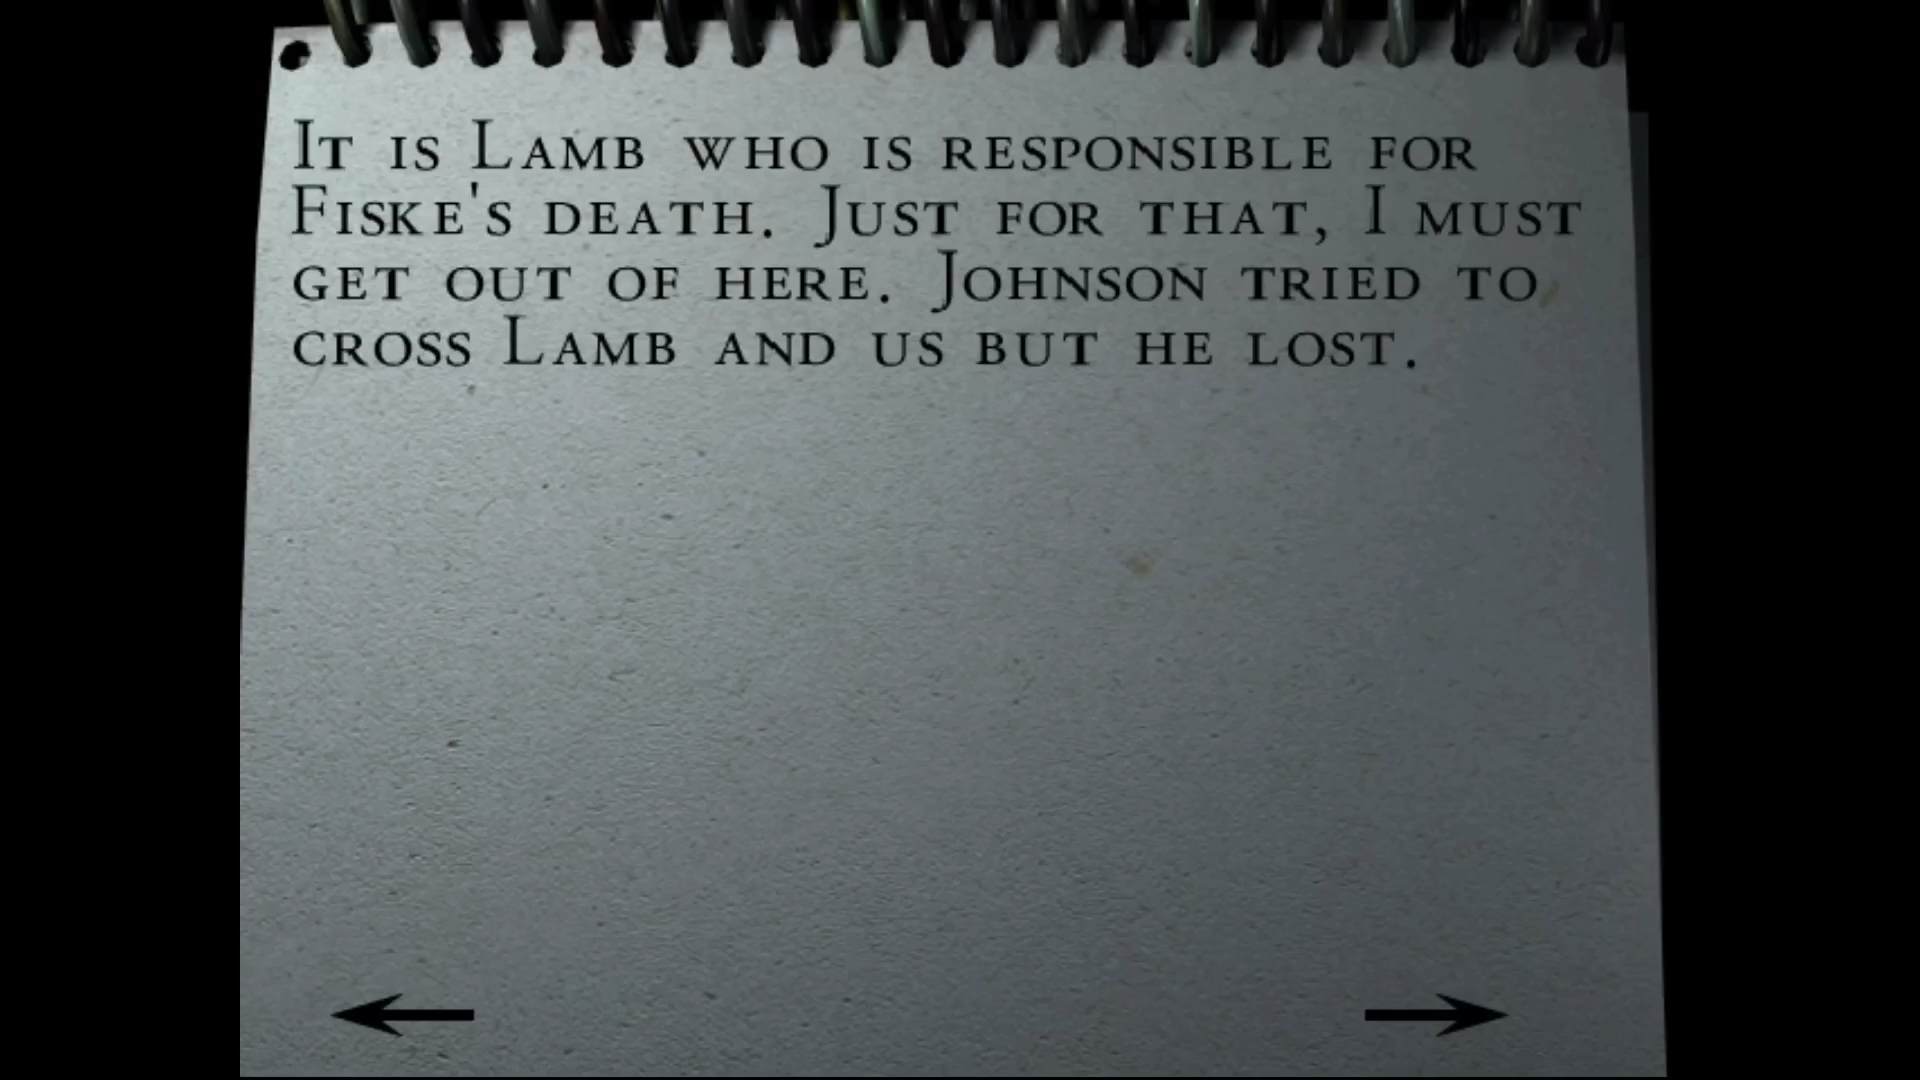 It is Lamb who is responsible for
Fiske's death. Just for that, I must
get out of here. Johnson tried to
cross Lamb and us but he lost.